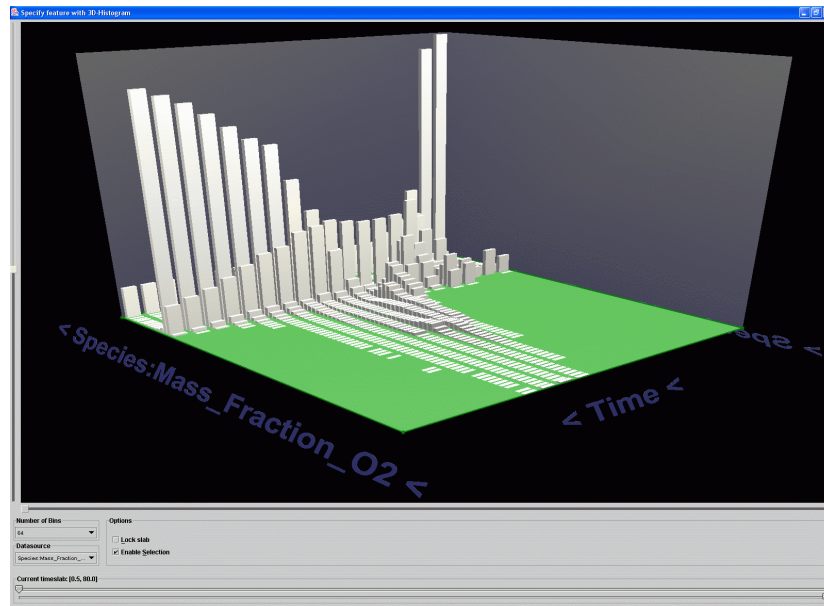 Specify feature with 3D-Histogram
< Species:Mass_Fraction_O2 <
< Time <
Spe
Number of Bins
64
Datasource
Species:Mass_Fraction_...
Options
Lock slab
Enable Selection
Current timeslab: [0.5, 80.0]